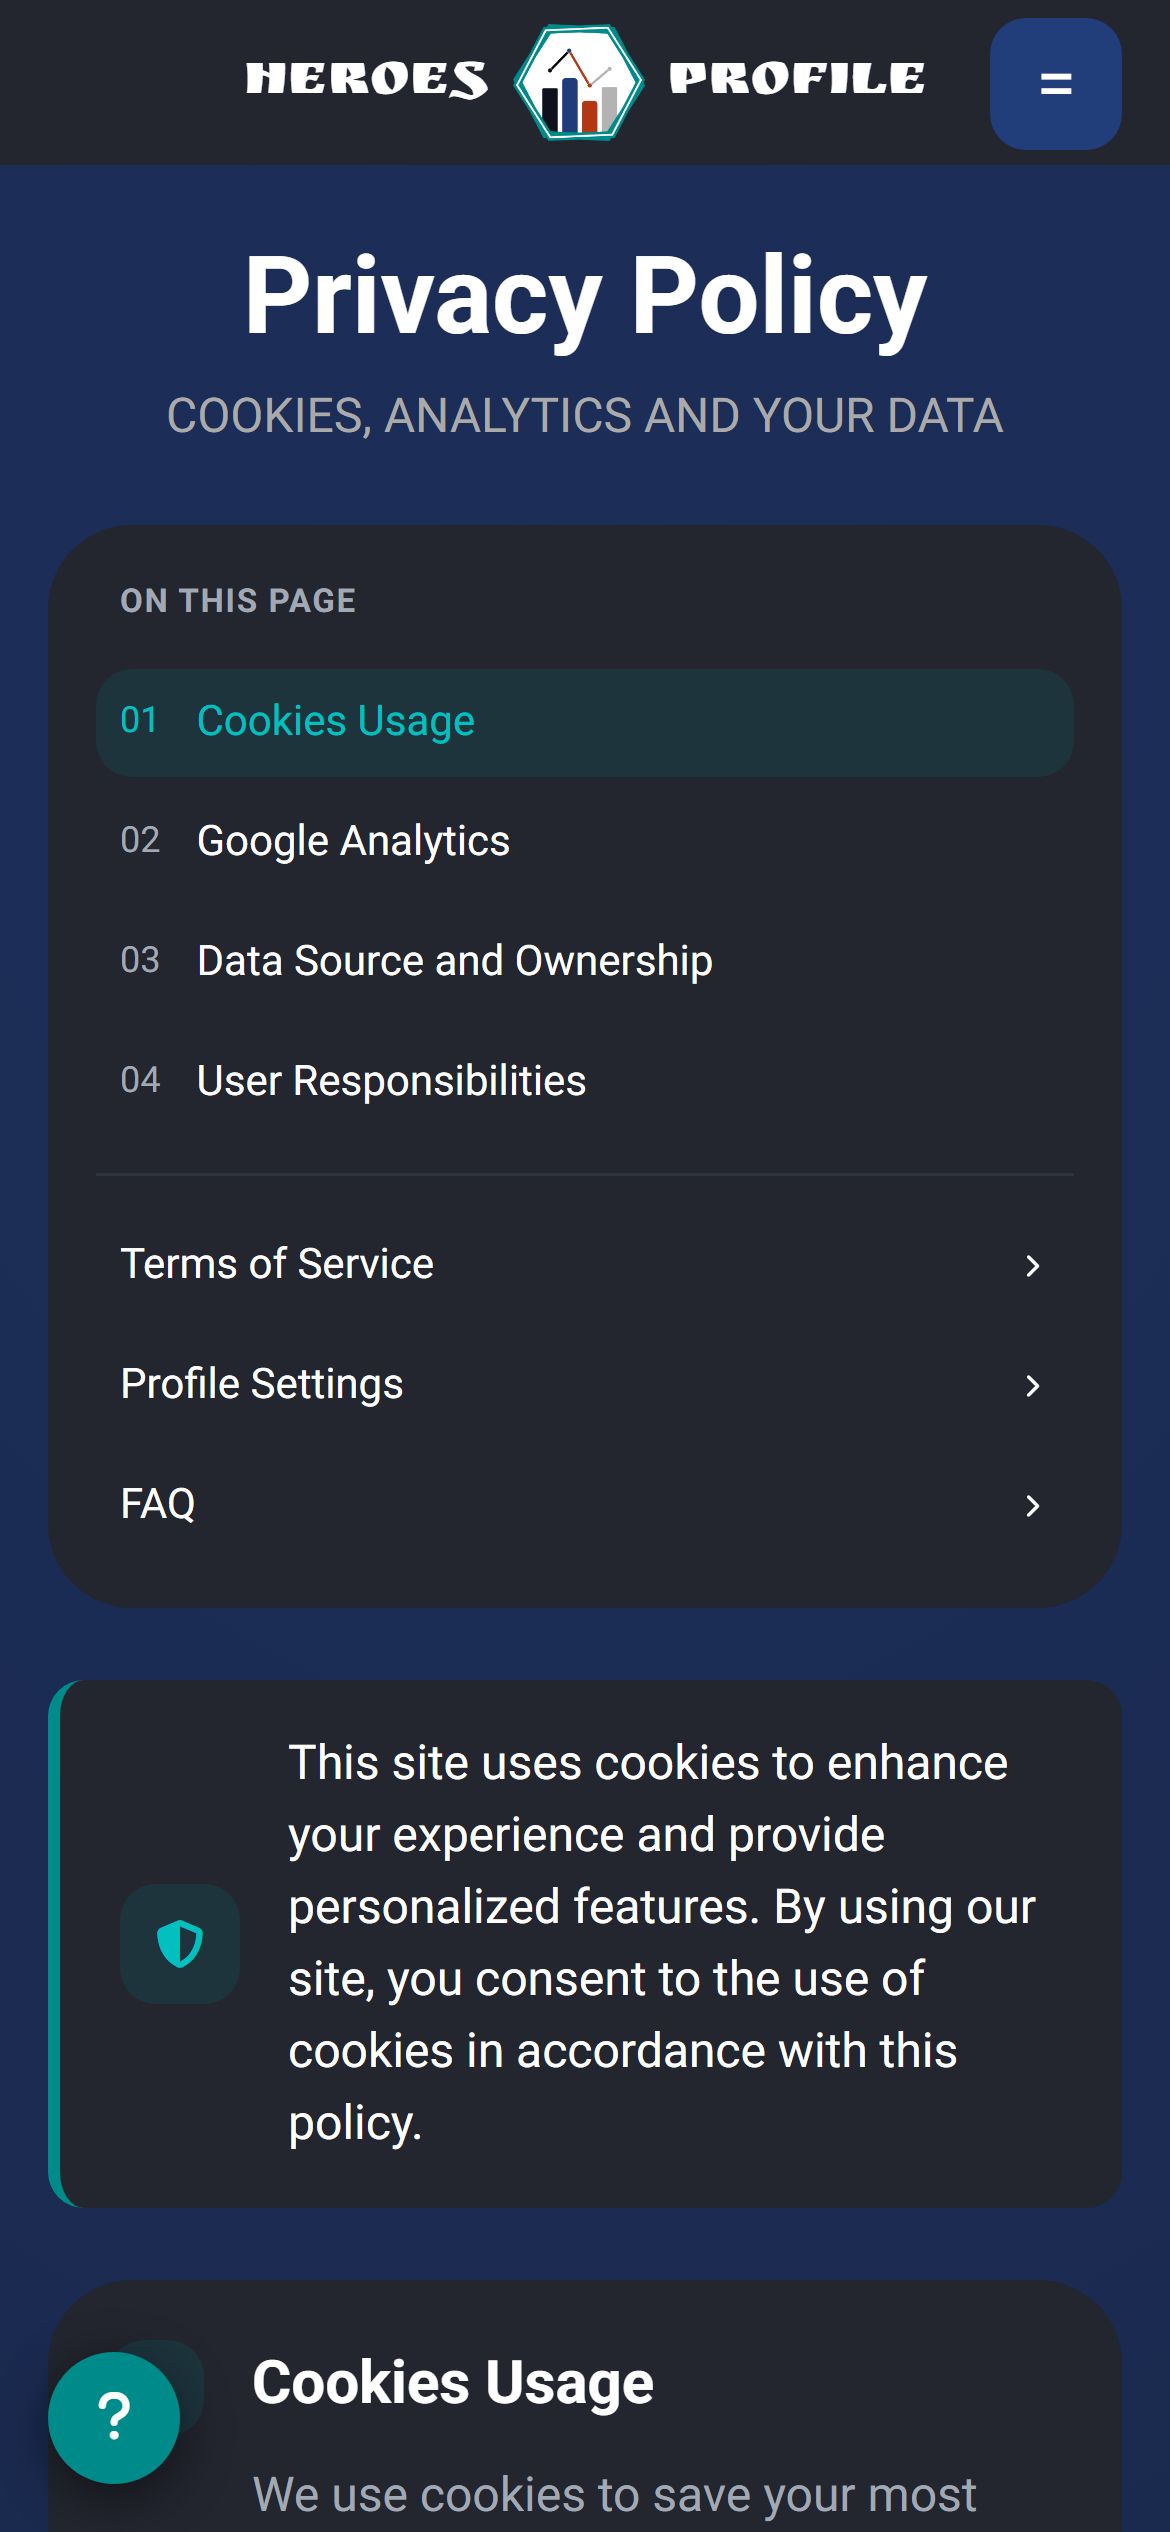 HEROES PROFILE
Privacy Policy
COOKIES, ANALYTICS AND YOUR DATA
ON THIS PAGE
01 Cookies Usage
02 Google Analytics
03 Data Source and Ownership
04 User Responsibilities
Terms of Service
Profile Settings
FAQ
This site uses cookies to enhance
your experience and provide
personalized features. By using our
site, you consent to the use of
cookies in accordance with this
policy.
Cookies Usage
?
We use cookies to save your most